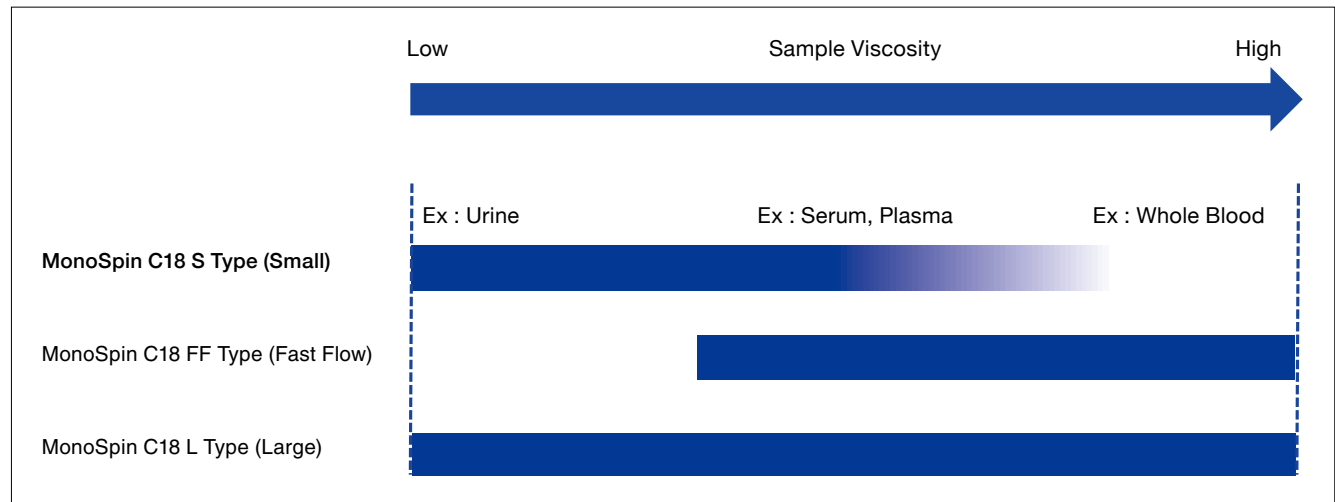 Low Sample Viscosity High
Ex : Urine Ex : Serum, Plasma Ex : Whole Blood
MonoSpin C18 S Type (Small)
MonoSpin C18 FF Type (Fast Flow)
MonoSpin C18 L Type (Large)